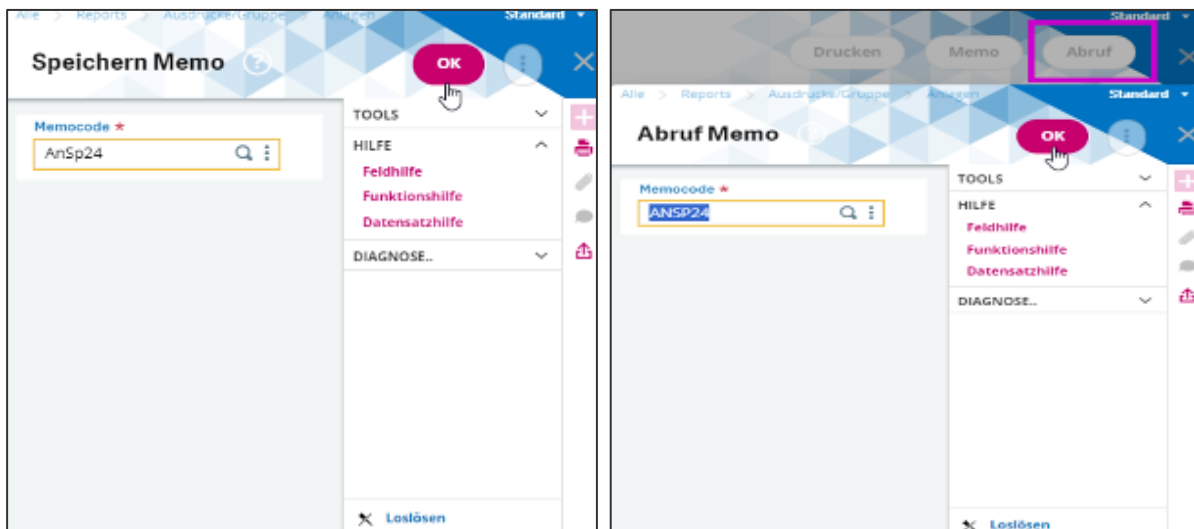 Alle > Reports > Ausdrucke/Gruppe > Anlagen Standard
Speichern Memo ?
OK
Memocode *
AnSp24
TOOLS
HILFE
Feldhilfe
Funktionshilfe
Datensatzhilfe
DIAGNOSE..
Loslösen
Standard
Drucken Memo Abruf
Alle > Reports > Ausdrucke/Gruppe > Anlagen Standard
Abruf Memo ?
OK
Memocode *
ANSP24
TOOLS
HILFE
Feldhilfe
Funktionshilfe
Datensatzhilfe
DIAGNOSE..
Loslösen